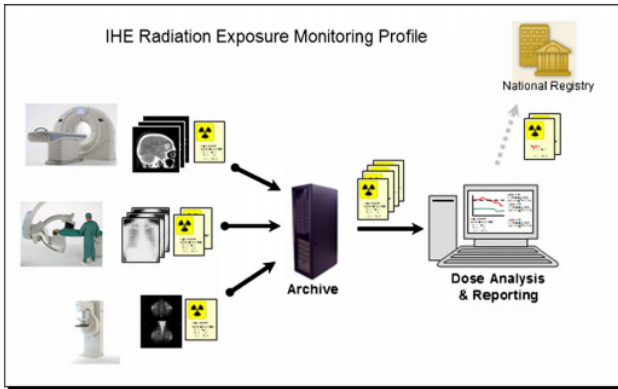 IHE Radiation Exposure Monitoring Profile
National Registry
Archive
Dose Analysis
& Reporting